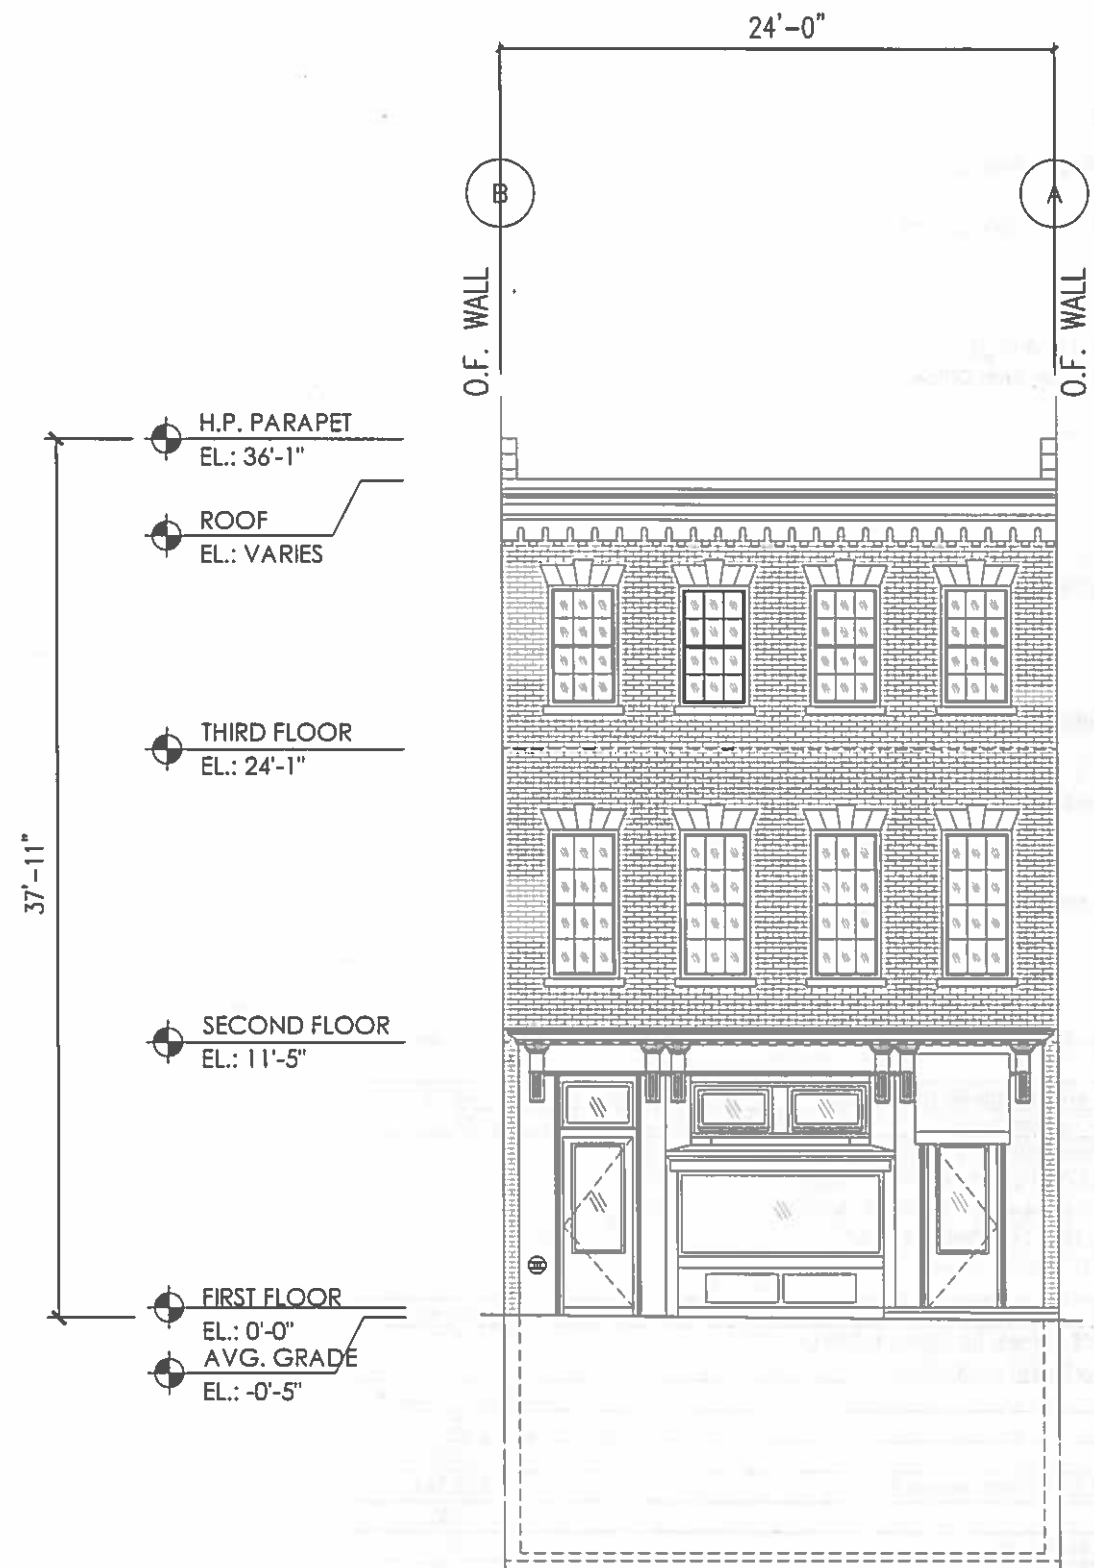 24'-0"
B
A
O.F. WALL
O.F. WALL
H.P. PARAPET
EL.: 36'-1"
ROOF
EL.: VARIES
THIRD FLOOR
EL.: 24'-1"
37'-11"
SECOND FLOOR
EL.: 11'-5"
FIRST FLOOR
EL.: 0'-0"
AVG. GRADE
EL.: -0'-5"